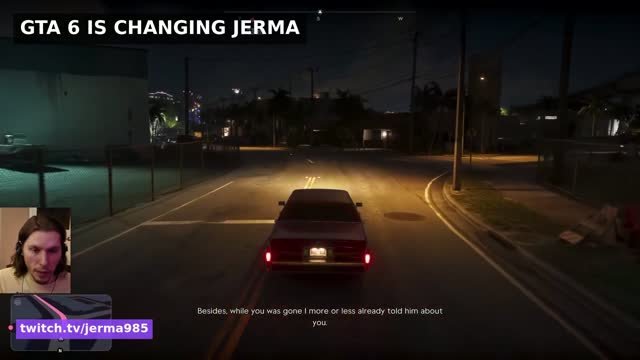 GTA 6 IS CHANGING JERMA
S
W
Besides, while you was gone I more or less already told him about
you.
twitch.tv/jerma985